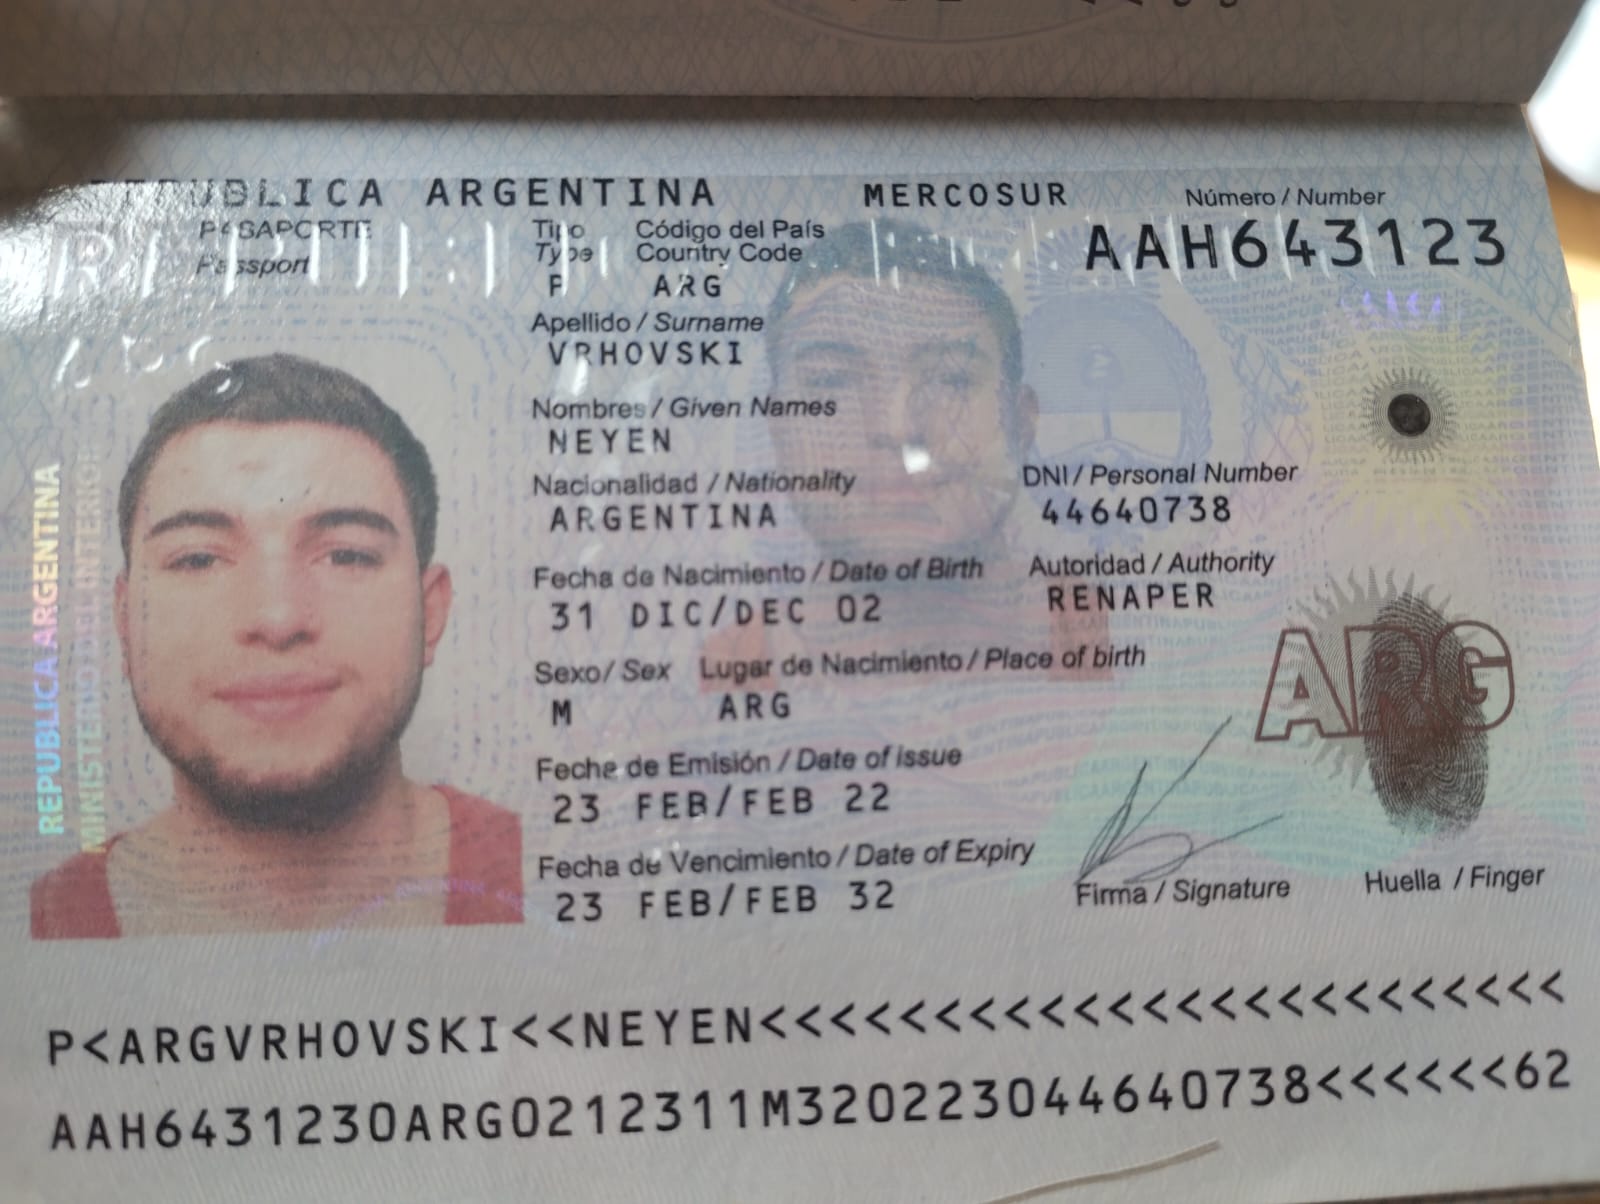 REPUBLICA ARGENTINA MERCOSUR Número / Number
PASAPORTE Tipo Código del País AAH643123
Passport Type Country Code
P ARG
Apellido / Surname
VRHOVSKI
Nombres / Given Names
NEYEN
Nacionalidad / Nationality DNI / Personal Number
ARGENTINA 44640738
Fecha de Nacimiento / Date of Birth Autoridad / Authority
31 DIC/DEC 02 RENAPER
Sexo / Sex Lugar de Nacimiento / Place of birth
M ARG
ARG
Fecha de Emisión / Date of issue
23 FEB/FEB 22
Fecha de Vencimiento / Date of Expiry
23 FEB/FEB 32
Firma / Signature Huella / Finger
REPUBLICA ARGENTINA
MINISTERIO DEL INTERIOR
P<ARGVRHOVSKI<<NEYEN<<<<<<<<<<<<<<<<<<<<<<<<
AAH6431230ARG0212311M320223044640738<<<<<<62